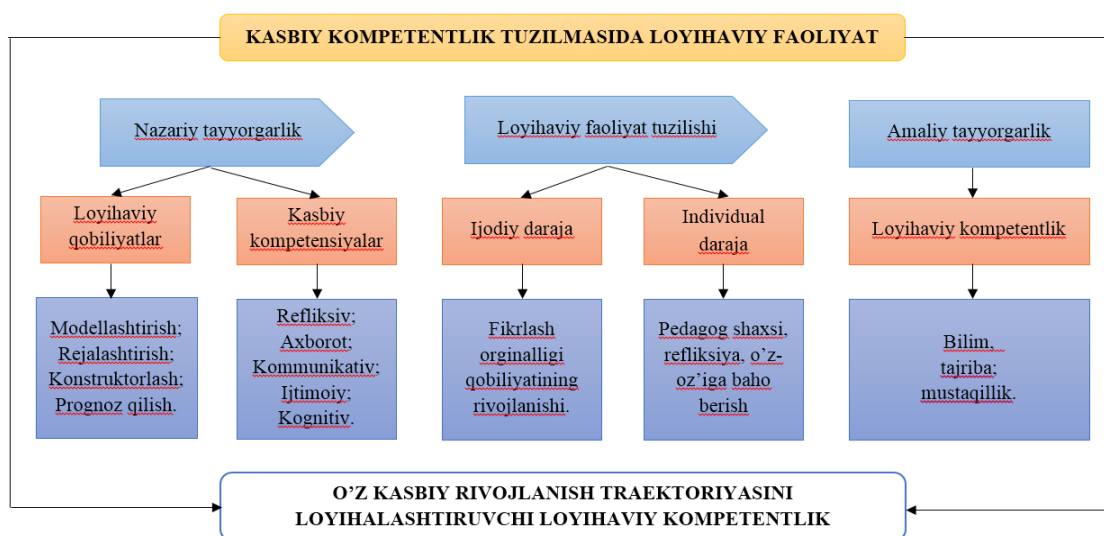 KASBIY KOMPETENTLIK TUZILMASIDA LOYIHAVIY FAOLIYAT
Nazariy tayyorgarlik
Loyihaviy faoliyat tuzilishi
Amaliy tayyorgarlik
Loyihaviy
qobiliyatlar
Kasbiy
kompetensiyalar
Ijodiy daraja
Individual
daraja
Loyihaviy kompetentlik
Modellashtirish;
Rejalashtirish;
Konstruktorlash;
Prognoz qilish.
Refliksiv;
Axborot;
Kommunikativ;
Ijtimoiy;
Kognitiv.
Fikrlash
orginalligi
qobiliyatining
rivojlanishi.
Pedagog shaxsi,
refliksiya, o’z-
oz’iga baho
berish
Bilim,
tajriba;
mustaqillik.
O’Z KASBIY RIVOJLANISH TRAEKTORIYASINI
LOYIHALASHTIRUVCHI LOYIHAVIY KOMPETENTLIK